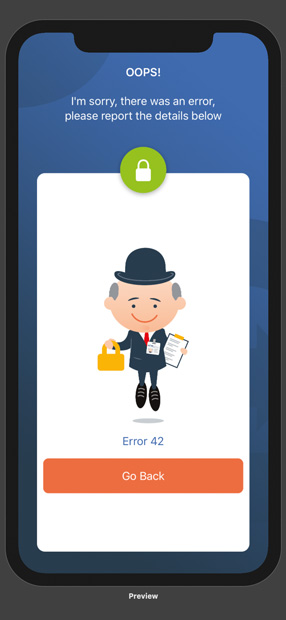 OOPS!
I'm sorry, there was an error,
please report the details below
Error 42
Go Back
Preview